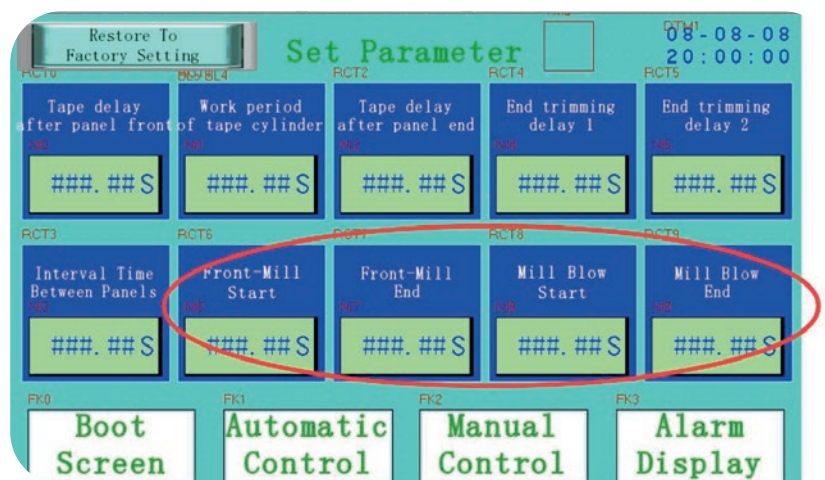 Restore To
Factory Setting
Set Parameter
DTM1
08-08-08
20:00:00
RCT2
RCT4
RCT5
Tape delay
after panel front
Work period
of tape cylinder
Tape delay
after panel end
End trimming
delay 1
End trimming
delay 2
###.##S
###.##S
###.##S
###.##S
###.##S
RCT3
RCT6
RCT7
RCT8
RCT9
Interval Time
Between Panels
Front-Mill
Start
Front-Mill
End
Mill Blow
Start
Mill Blow
End
###.##S
###.##S
###.##S
###.##S
###.##S
FK0
FK1
FK2
FK3
Boot
Screen
Automatic
Control
Manual
Control
Alarm
Display